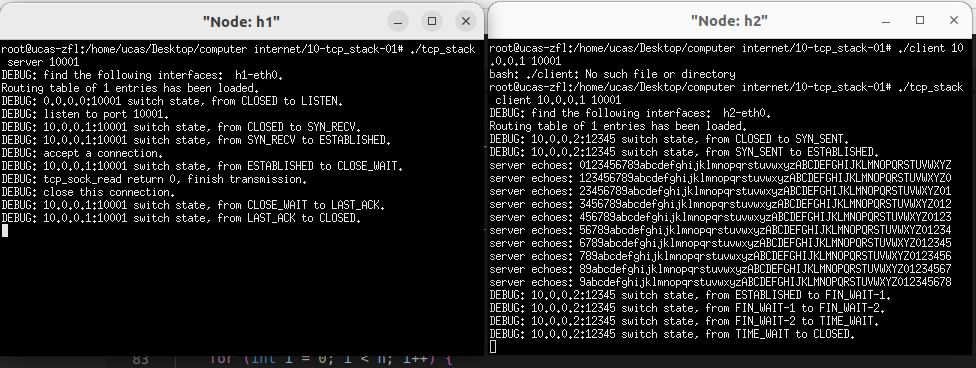 "Node: h1"
root@ucas-zfl:/home/ucas/Desktop/computer internet/10-tcp_stack-01# ./tcp_stack
server 10001
DEBUG: find the following interfaces:  h1-eth0.
Routing table of 1 entries has been loaded.
DEBUG: 0.0.0.0:10001 switch state, from CLOSED to LISTEN.
DEBUG: listen to port 10001.
DEBUG: 10.0.0.1:10001 switch state, from CLOSED to SYN_RECV.
DEBUG: 10.0.0.1:10001 switch state, from SYN_RECV to ESTABLISHED.
DEBUG: accept a connection.
DEBUG: 10.0.0.1:10001 switch state, from ESTABLISHED to CLOSE_WAIT.
DEBUG: tcp_sock_read return 0, finish transmission.
DEBUG: close this connection.
DEBUG: 10.0.0.1:10001 switch state, from CLOSE_WAIT to LAST_ACK.
DEBUG: 10.0.0.1:10001 switch state, from LAST_ACK to CLOSED.
"Node: h2"
root@ucas-zfl:/home/ucas/Desktop/computer internet/10-tcp_stack-01# ./client 10
.0.0.1 10001
bash: ./client: No such file or directory
root@ucas-zfl:/home/ucas/Desktop/computer internet/10-tcp_stack-01# ./tcp_stack
client 10.0.0.1 10001
DEBUG: find the following interfaces:  h2-eth0.
Routing table of 1 entries has been loaded.
DEBUG: 10.0.0.2:12345 switch state, from CLOSED to SYN_SENT.
DEBUG: 10.0.0.2:12345 switch state, from SYN_SENT to ESTABLISHED.
server echoes: 0123456789abcdefghijklmnopqrstuvwxyzABCDEFGHIJKLMNOPQRSTUVWXYZ
server echoes: 123456789abcdefghijklmnopqrstuvwxyzABCDEFGHIJKLMNOPQRSTUVWXYZ0
server echoes: 23456789abcdefghijklmnopqrstuvwxyzABCDEFGHIJKLMNOPQRSTUVWXYZ01
server echoes: 3456789abcdefghijklmnopqrstuvwxyzABCDEFGHIJKLMNOPQRSTUVWXYZ012
server echoes: 456789abcdefghijklmnopqrstuvwxyzABCDEFGHIJKLMNOPQRSTUVWXYZ0123
server echoes: 56789abcdefghijklmnopqrstuvwxyzABCDEFGHIJKLMNOPQRSTUVWXYZ01234
server echoes: 6789abcdefghijklmnopqrstuvwxyzABCDEFGHIJKLMNOPQRSTUVWXYZ012345
server echoes: 789abcdefghijklmnopqrstuvwxyzABCDEFGHIJKLMNOPQRSTUVWXYZ0123456
server echoes: 89abcdefghijklmnopqrstuvwxyzABCDEFGHIJKLMNOPQRSTUVWXYZ01234567
server echoes: 9abcdefghijklmnopqrstuvwxyzABCDEFGHIJKLMNOPQRSTUVWXYZ012345678
DEBUG: 10.0.0.2:12345 switch state, from ESTABLISHED to FIN_WAIT-1.
DEBUG: 10.0.0.2:12345 switch state, from FIN_WAIT-1 to FIN_WAIT-2.
DEBUG: 10.0.0.2:12345 switch state, from FIN_WAIT-2 to TIME_WAIT.
DEBUG: 10.0.0.2:12345 switch state, from TIME_WAIT to CLOSED.
83 for (int i = 0; i < n; i++) {